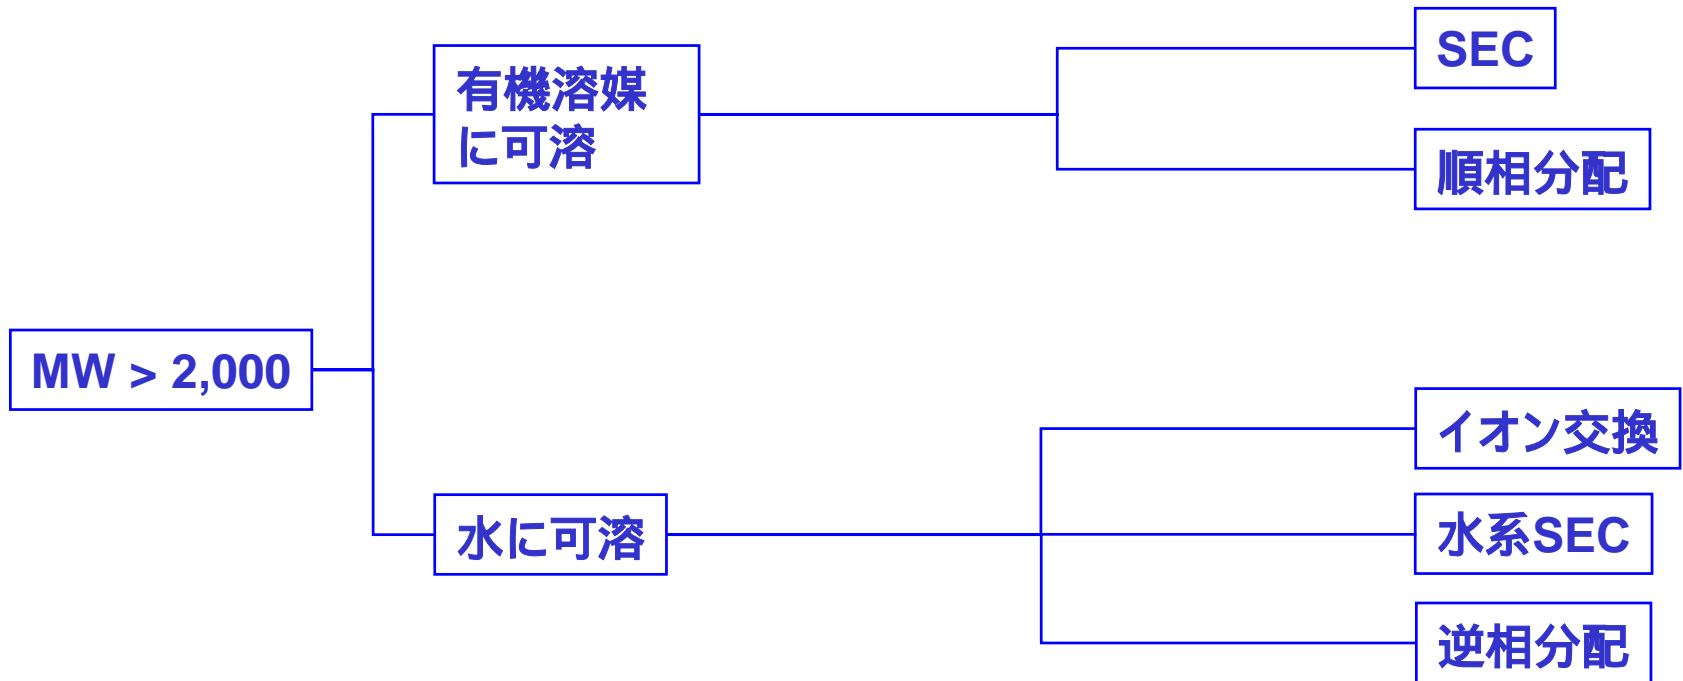 MW > 2,000
有機溶媒
に可溶
SEC
順相分配
水に可溶
イオン交換
水系SEC
逆相分配